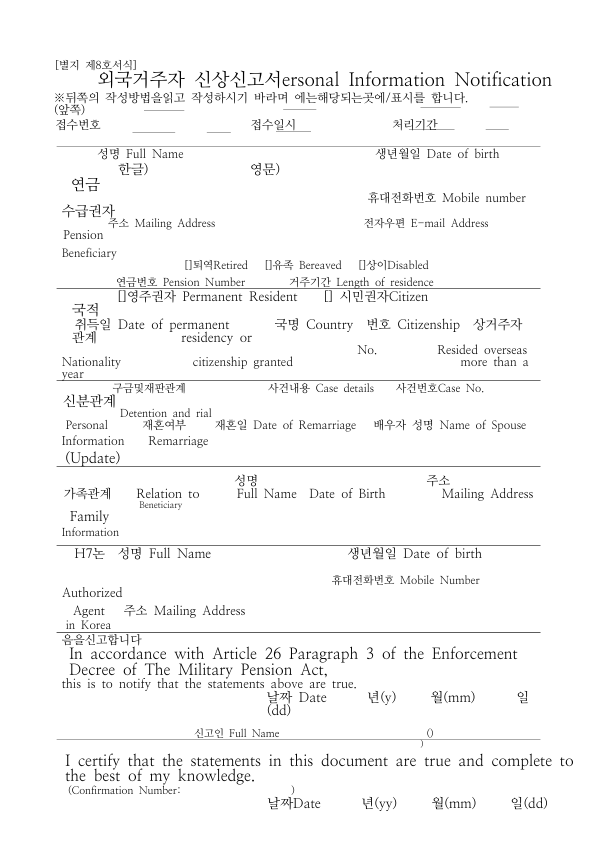 [별지 제8호서식]
외국거주자 신상신고서ersonal Information Notification
※뒤쪽의 작성방법을읽고 작성하시기 바라며 에는해당되는곳에/표시를 합니다.
(앞쪽)
접수번호 접수일시 처리기간
성명 Full Name 생년월일 Date of birth
한글) 영문)
연금
휴대전화번호 Mobile number
수급권자
주소 Mailing Address 전자우편 E-mail Address
Pension
Beneficiary
[]퇴역Retired []유족 Bereaved []상이Disabled
연금번호 Pension Number 거주기간 Length of residence
[]영주권자 Permanent Resident [] 시민권자Citizen
국적
취득일 Date of permanent 국명 Country 번호 Citizenship 상거주자
관계 residency or
No. Resided overseas
Nationality citizenship granted more than a
year
구금및재판관계 사건내용 Case details 사건번호Case No.
신분관계
Detention and rial
Personal 재혼여부 재혼일 Date of Remarriage 배우자 성명 Name of Spouse
Information Remarriage
(Update)
성명 주소
가족관계 Relation to Full Name Date of Birth Mailing Address
Benetíciary
Family
Information
H7논 성명 Full Name 생년월일 Date of birth
휴대전화번호 Mobile Number
Authorized
Agent 주소 Mailing Address
in Korea
음을신고합니다
In accordance with Article 26 Paragraph 3 of the Enforcement
Decree of The Military Pension Act,
this is to notify that the statements above are true.
날짜 Date 년(y) 월(mm) 일
(dd)
신고인 Full Name ()
)
I certify that the statements in this document are true and complete to
the best of my knowledge.
(Confirmation Number: )
날짜Date 년(yy) 월(mm) 일(dd)